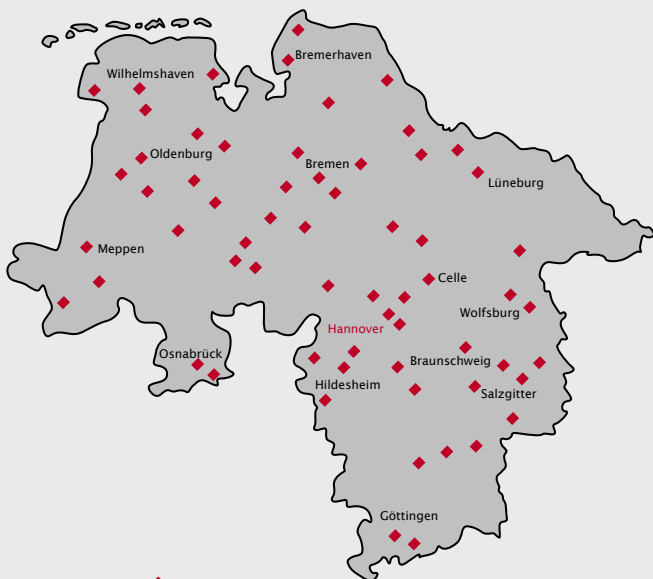 Bremerhaven
Wilhelmshaven
Oldenburg
Bremen
Lüneburg
Meppen
Celle
Wolfsburg
Hannover
Osnabrück
Braunschweig
Hildesheim
Salzgitter
Göttingen